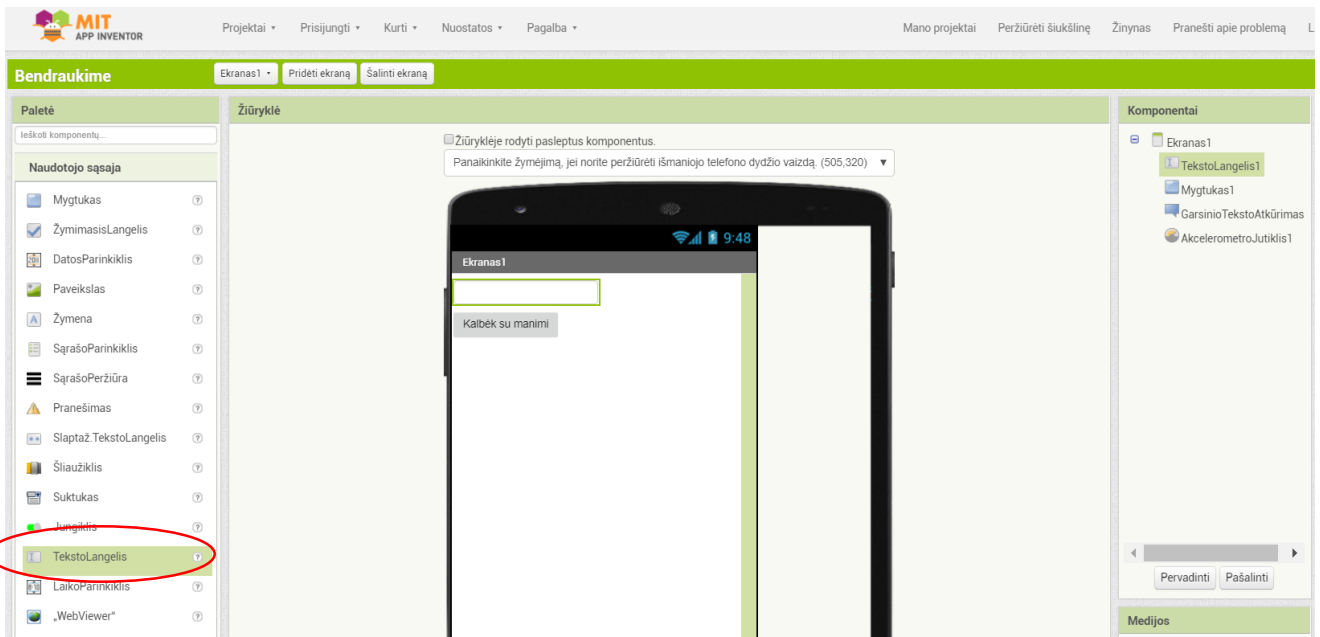 MIT
APP INVENTOR
Projektai Prisijungti Kurti Nuostatos Pagalba Mano projektai Peržiūrėti šiukšlinę Žinynas Pranešti apie problemą L
Bendraukime Ekranas1 Pridėti ekraną Šalinti ekraną
Paletė
Ieškoti komponentų...
Naudotojo sąsaja
Mygtukas
ŽymimasisLangelis
DatosParinkiklis
Paveikslas
Žymena
SąrašoParinkiklis
SąrašoPeržiūra
Pranešimas
Slaptaž.TekstoLangelis
Šliaužiklis
Suktukas
Jungiklis
TekstoLangelis
LaikoParinkiklis
„WebViewer“
Žiūryklė
Žiūryklėje rodyti pasleptus komponentus.
Panaikinkite žymėjimą, jei norite peržiūrėti išmaniojo telefono dydžio vaizdą. (505,320)
9:48
Ekranas1
Kalbėk su manimi
Komponentai
Ekranas1
TekstoLangelis1
Mygtukas1
GarsinioTekstoAtkūrimas
AkcelerometroJutiklis1
Pervadinti Pašalinti
Medijos